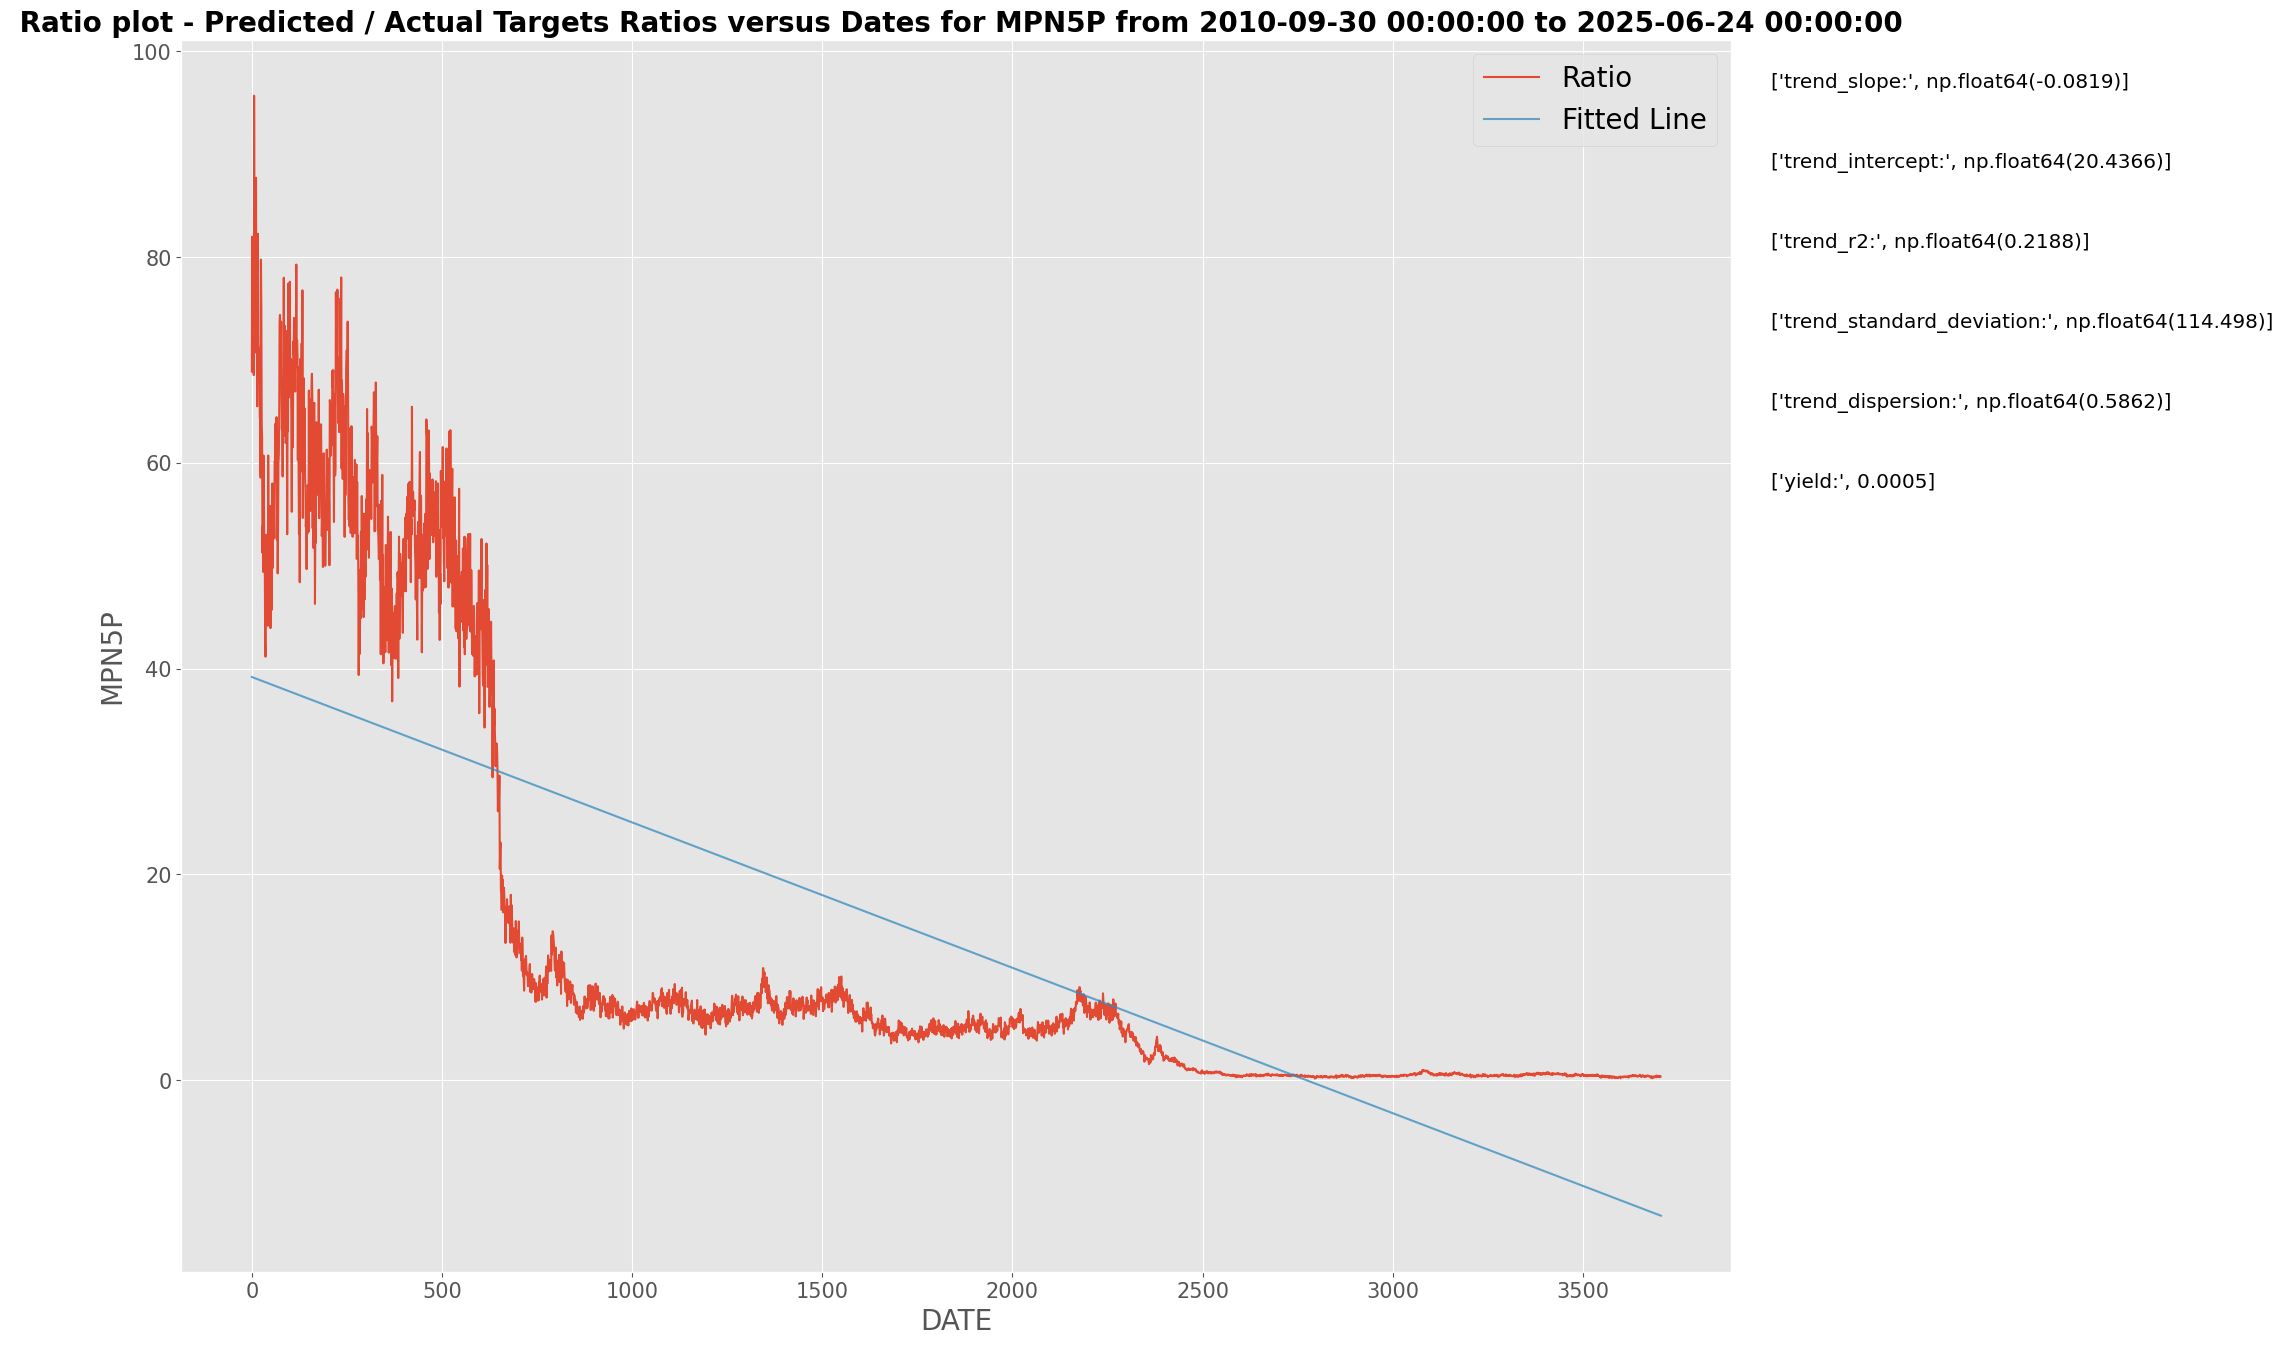 Ratio plot - Predicted / Actual Targets Ratios versus Dates for MPN5P from 2010-09-30 00:00:00 to 2025-06-24 00:00:00
Ratio
Fitted Line
['trend_slope:', np.float64(-0.0819)]
['trend_intercept:', np.float64(20.4366)]
['trend_r2:', np.float64(0.2188)]
['trend_standard_deviation:', np.float64(114.498)]
['trend_dispersion:', np.float64(0.5862)]
['yield:', 0.0005]
MPN5P
100
80
60
40
20
0
0 500 1000 1500 2000 2500 3000 3500
DATE